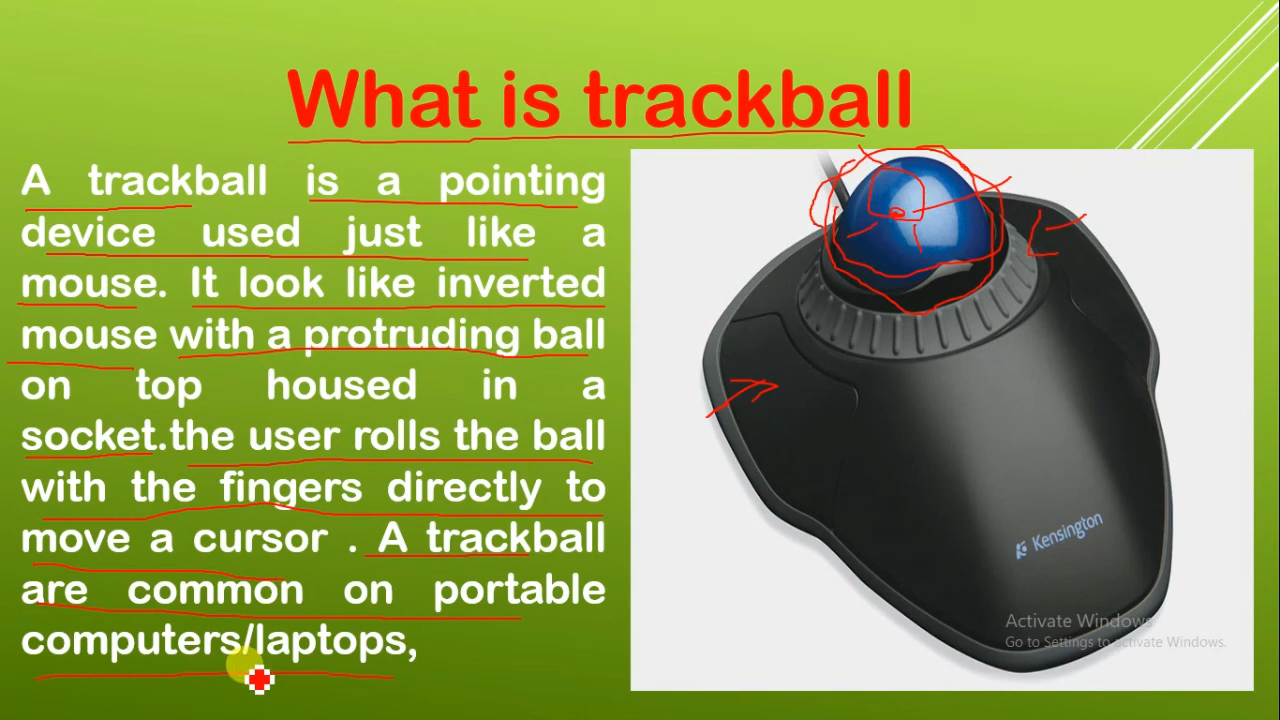 What is trackball
A trackball is a pointing
device used just like a
mouse. It look like inverted
mouse with a protruding ball
on top housed in a
socket.the user rolls the ball
with the fingers directly to
move a cursor . A trackball
are common on portable
computers/laptops,
Kensington
Activate Windows
Go to Settings to activate Windows.